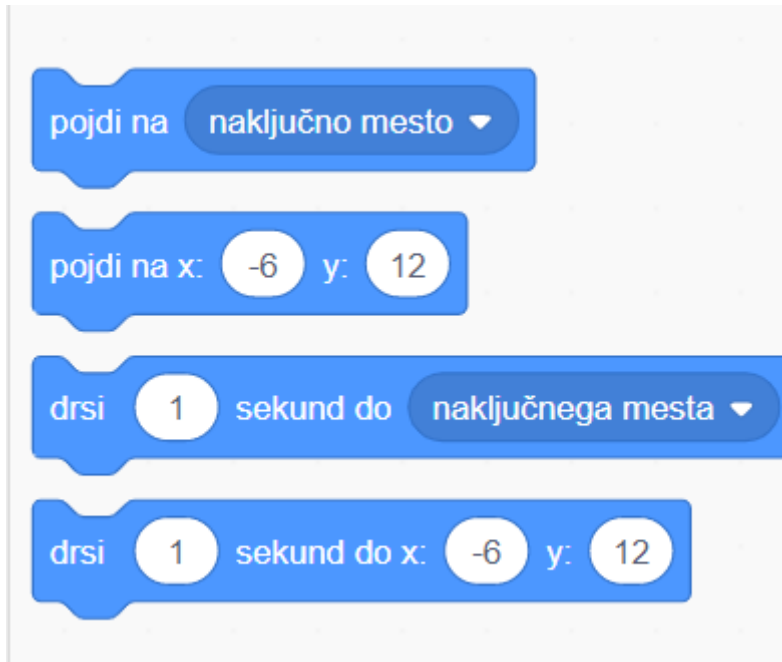 pojdi na naključno mesto
pojdi na x: -6 y: 12
drsi 1 sekund do naključnega mesta
drsi 1 sekund do x: -6 y: 12